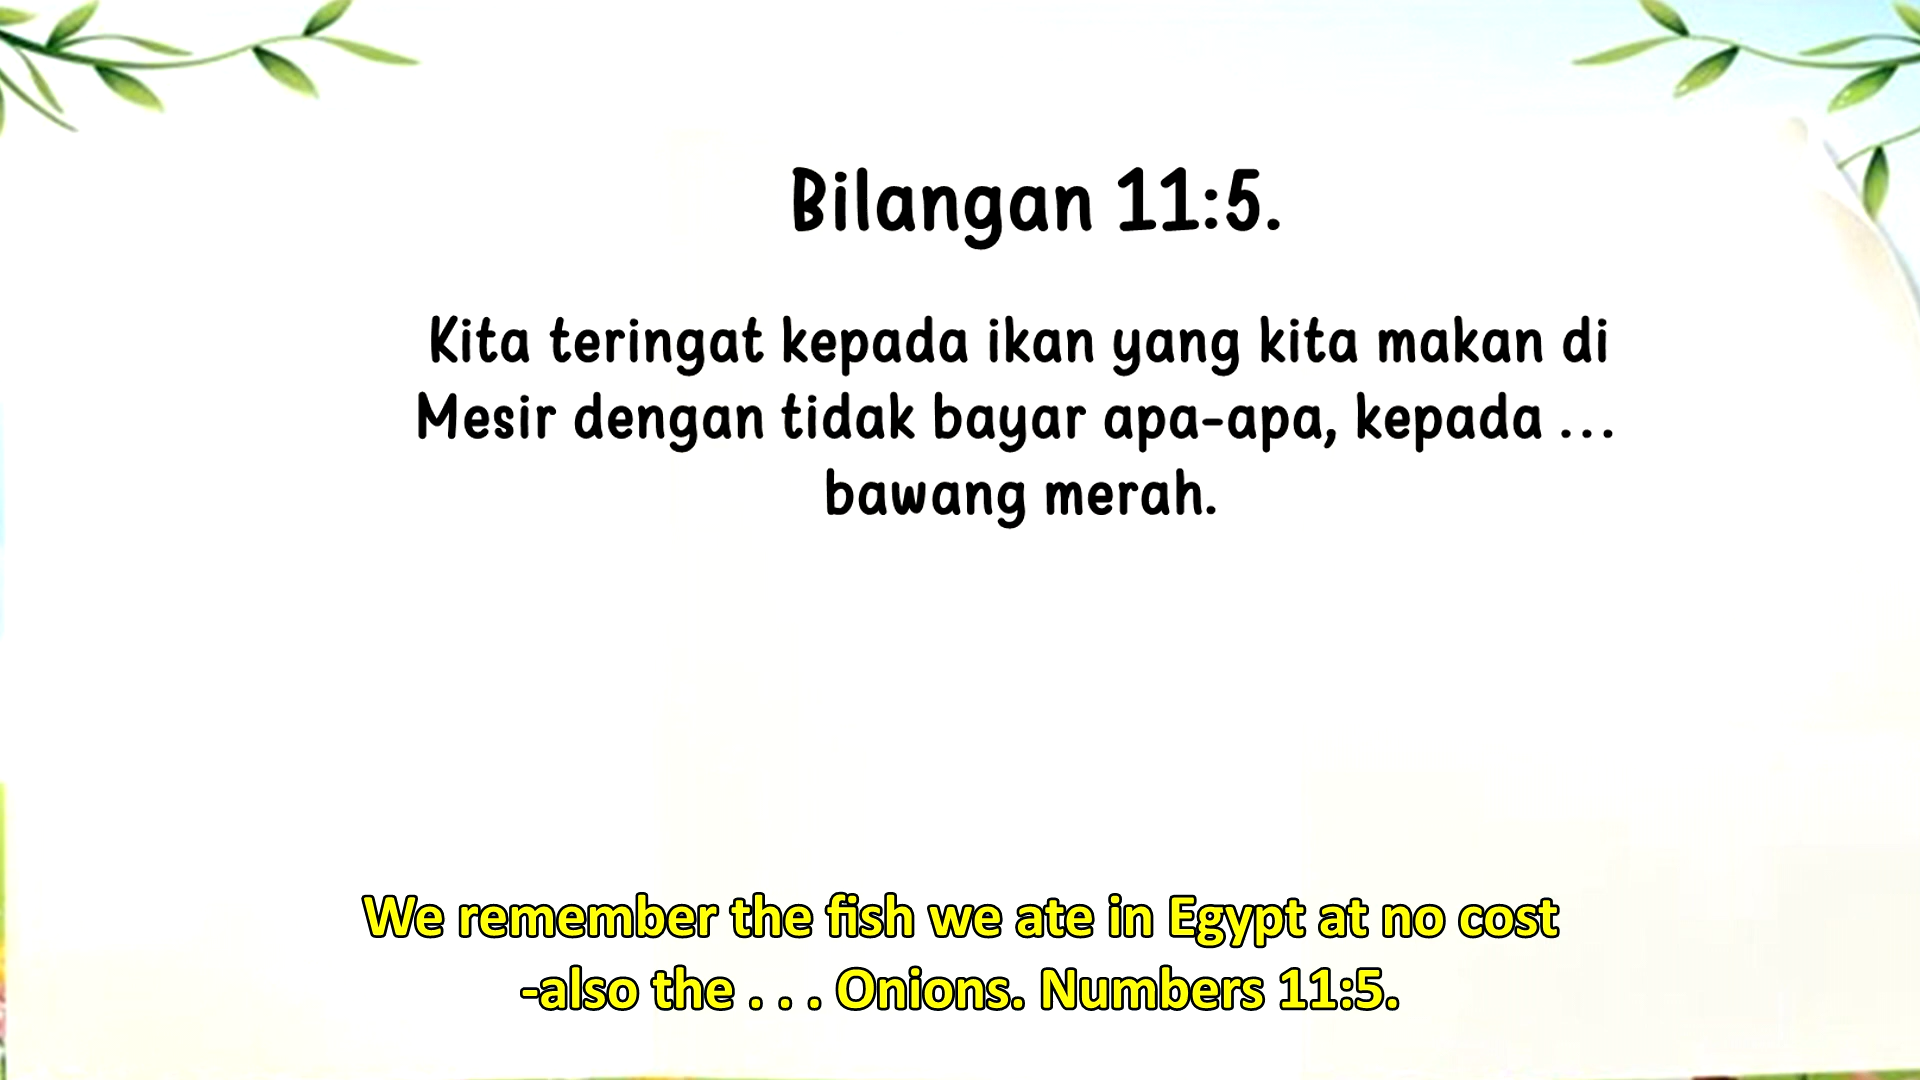 Bilangan 11:5.
Kita teringat kepada ikan yang kita makan di
Mesir dengan tidak bayar apa-apa, kepada ...
bawang merah.
We remember the fish we ate in Egypt at no cost
-also the . . . Onions. Numbers 11:5.